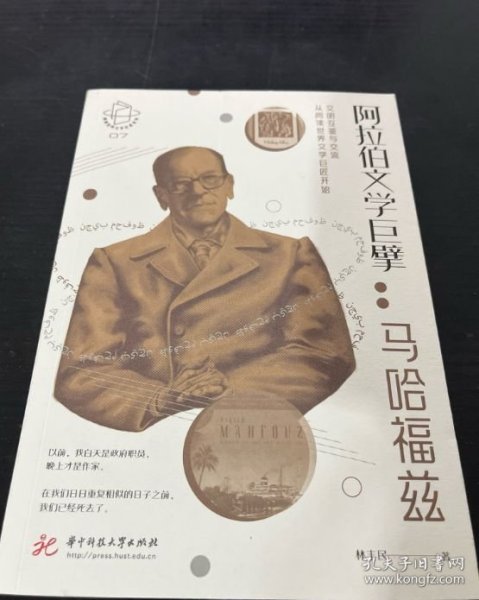 07
文明互鉴与交流
从阅读世界文学巨匠开始
阿拉伯文学巨擘：马哈福兹
MAHFOUZ
以前，我白天是政府职员，
晚上才是作家。
在我们日日重复相似的日子之前，
我们已经死去了。
华中科技大学出版社
http://press.hust.edu.cn
林丰民
著
孔夫子旧书网
www.kongfz.com